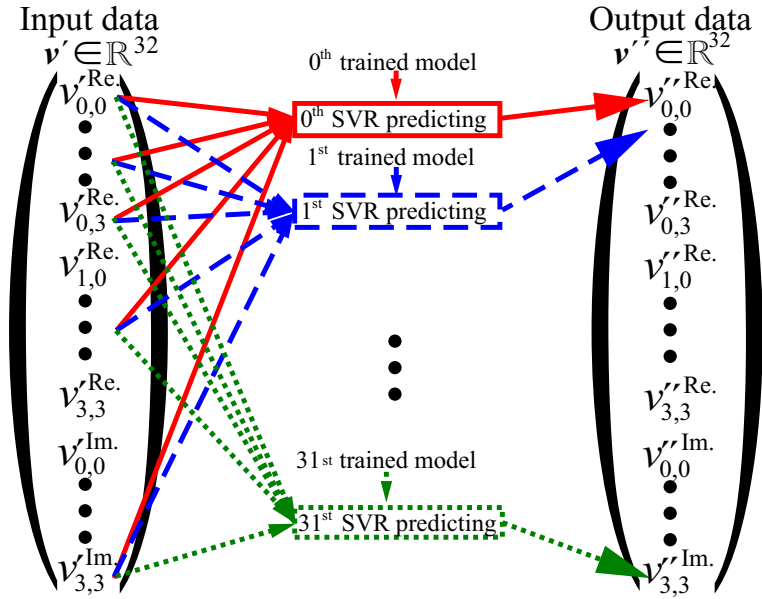 Input data
v′ ∈ ℝ³²
v′₀,₀ᴿᵉ·
v′₀,₃ᴿᵉ·
v′₁,₀ᴿᵉ·
v′₃,₃ᴿᵉ·
v′₀,₀ᴵᵐ·
v′₃,₃ᴵᵐ·
0th trained model
0th SVR predicting
1st trained model
1st SVR predicting
31st trained model
31st SVR predicting
Output data
v′′ ∈ ℝ³²
v′′₀,₀ᴿᵉ·
v′′₀,₃ᴿᵉ·
v′′₁,₀ᴿᵉ·
v′′₃,₃ᴿᵉ·
v′′₀,₀ᴵᵐ·
v′′₃,₃ᴵᵐ·